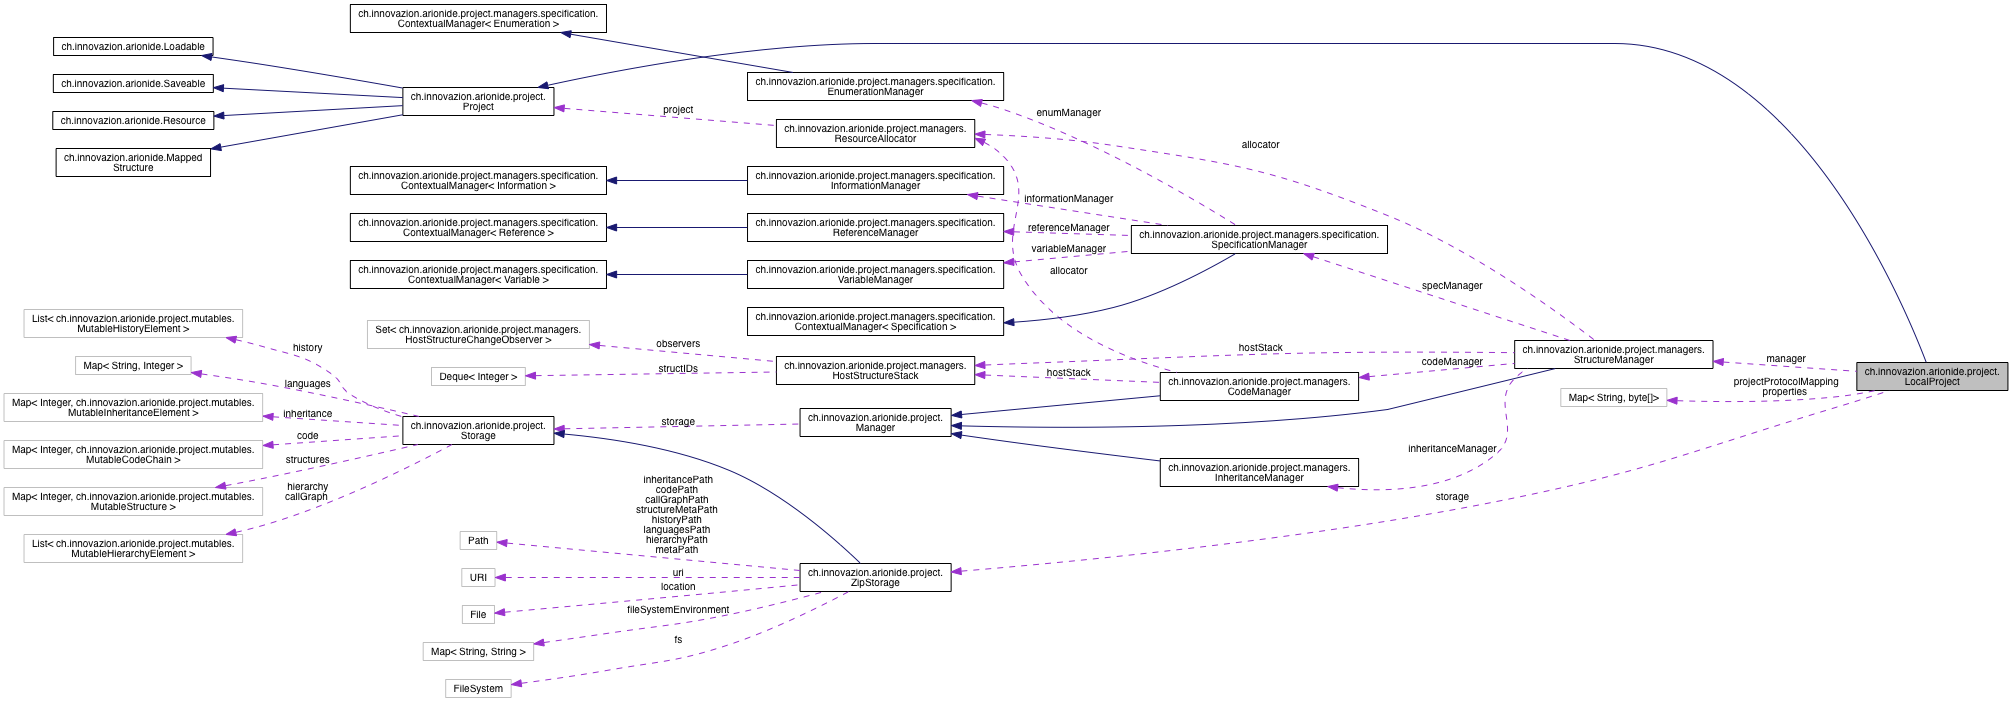 ch.innovazion.arionide.project.managers.specification.
ContextualManager< Enumeration >
ch.innovazion.arionide.Loadable
ch.innovazion.arionide.Saveable
ch.innovazion.arionide.Resource
ch.innovazion.arionide.Mapped
Structure
ch.innovazion.arionide.project.
Project
project
ch.innovazion.arionide.project.managers.specification.
EnumerationManager
ch.innovazion.arionide.project.managers.
ResourceAllocator
enumManager
allocator
ch.innovazion.arionide.project.managers.specification.
ContextualManager< Information >
ch.innovazion.arionide.project.managers.specification.
InformationManager
informationManager
ch.innovazion.arionide.project.managers.specification.
ContextualManager< Reference >
ch.innovazion.arionide.project.managers.specification.
ReferenceManager
referenceManager
ch.innovazion.arionide.project.managers.specification.
SpecificationManager
variableManager
allocator
ch.innovazion.arionide.project.managers.specification.
ContextualManager< Variable >
ch.innovazion.arionide.project.managers.specification.
VariableManager
specManager
ch.innovazion.arionide.project.managers.specification.
ContextualManager< Specification >
List< ch.innovazion.arionide.project.mutables.
MutableHistoryElement >
Set< ch.innovazion.arionide.project.managers.
HostStructureChangeObserver >
history
observers
hostStack
ch.innovazion.arionide.project.managers.
StructureManager
manager
Map< String, Integer >
Deque< Integer >
structIDs
ch.innovazion.arionide.project.managers.
HostStructureStack
hostStack
codeManager
ch.innovazion.arionide.project.managers.
CodeManager
ch.innovazion.arionide.project.
LocalProject
languages
projectProtocolMapping
properties
Map< String, byte[]>
Map< Integer, ch.innovazion.arionide.project.mutables.
MutableInheritanceElement >
inheritance
ch.innovazion.arionide.project.
Storage
storage
ch.innovazion.arionide.project.
Manager
code
Map< Integer, ch.innovazion.arionide.project.mutables.
MutableCodeChain >
structures
inheritanceManager
ch.innovazion.arionide.project.managers.
InheritanceManager
Map< Integer, ch.innovazion.arionide.project.mutables.
MutableStructure >
hierarchy
callGraph
storage
List< ch.innovazion.arionide.project.mutables.
MutableHierarchyElement >
inheritancePath
codePath
callGraphPath
structureMetaPath
historyPath
languagesPath
hierarchyPath
metaPath
Path
URI
uri
ch.innovazion.arionide.project.
ZipStorage
location
File
fileSystemEnvironment
Map< String, String >
fs
FileSystem